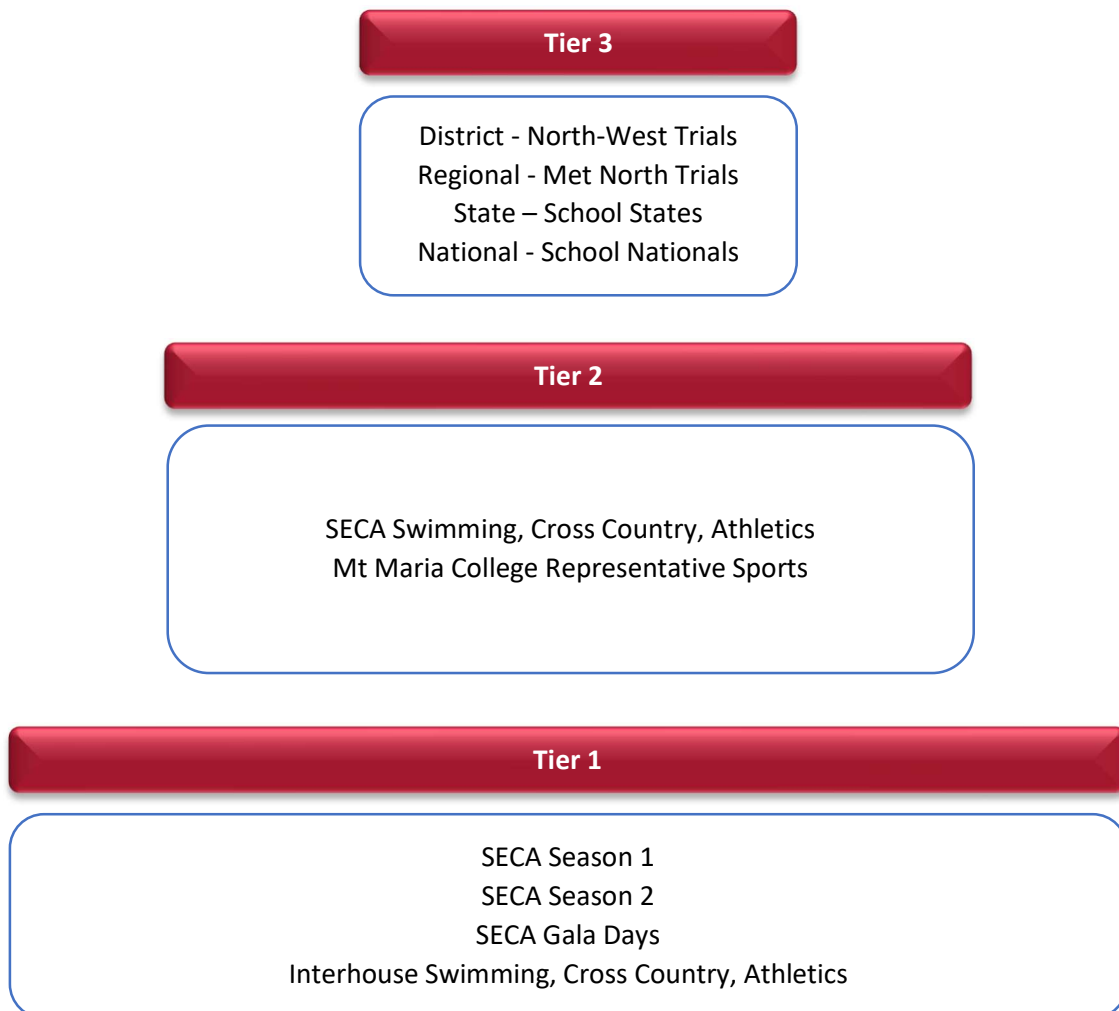 Tier 3
District - North-West Trials
Regional - Met North Trials
State – School States
National - School Nationals
Tier 2
SECA Swimming, Cross Country, Athletics
Mt Maria College Representative Sports
Tier 1
SECA Season 1
SECA Season 2
SECA Gala Days
Interhouse Swimming, Cross Country, Athletics